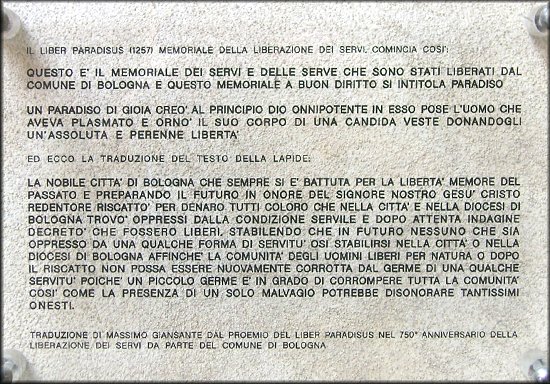 IL LIBER PARADISUS (1257) MEMORIALE DELLA LIBERAZIONE DEI SERVI, COMINCIA COSI':
QUESTO E' IL MEMORIALE DEI SERVI E DELLE SERVE CHE SONO STATI LIBERATI DAL
COMUNE DI BOLOGNA E QUESTO MEMORIALE A BUON DIRITTO SI INTITOLA PARADISO
UN PARADISO DI GIOIA CREO' AL PRINCIPIO DIO ONNIPOTENTE IN ESSO POSE L'UOMO CHE
AVEVA PLASMATO E ORNO' IL SUO CORPO DI UNA CANDIDA VESTE DONANDOGLI
UN'ASSOLUTA E PERENNE LIBERTA'
ED ECCO LA TRADUZIONE DEL TESTO DELLA LAPIDE:
LA NOBILE CITTA' DI BOLOGNA CHE SEMPRE SI E' BATTUTA PER LA LIBERTA' MEMORE DEL
PASSATO E PREPARANDO IL FUTURO IN ONORE DEL SIGNORE NOSTRO GESU' CRISTO
REDENTORE RISCATTO' PER DENARO TUTTI COLORO CHE NELLA CITTA' E NELLA DIOCESI DI
BOLOGNA TROVO' OPPRESSI DALLA CONDIZIONE SERVILE E DOPO ATTENTA INDAGINE
DECRETO' CHE FOSSERO LIBERI, STABILENDO CHE IN FUTURO NESSUNO CHE SIA
OPPRESSO DA UNA QUALCHE FORMA DI SERVITU' OSI STABILIRSI NELLA CITTA' O NELLA
DIOCESI DI BOLOGNA AFFINCHE' LA COMUNITA' DEGLI UOMINI LIBERI PER NATURA O DOPO
IL RISCATTO NON POSSA ESSERE NUOVAMENTE CORROTTA DAL GERME DI UNA QUALCHE
SERVITU' POICHE' UN PICCOLO GERME E' IN GRADO DI CORROMPERE TUTTA LA COMUNITA'
COSI' COME LA PRESENZA DI UN SOLO MALVAGIO POTREBBE DISONORARE TANTISSIMI
ONESTI.
TRADUZIONE DI MASSIMO GIANSANTE DAL PROEMIO DEL LIBER PARADISUS NEL 750° ANNIVERSARIO DELLA
LIBERAZIONE DEI SERVI DA PARTE DEL COMUNE DI BOLOGNA